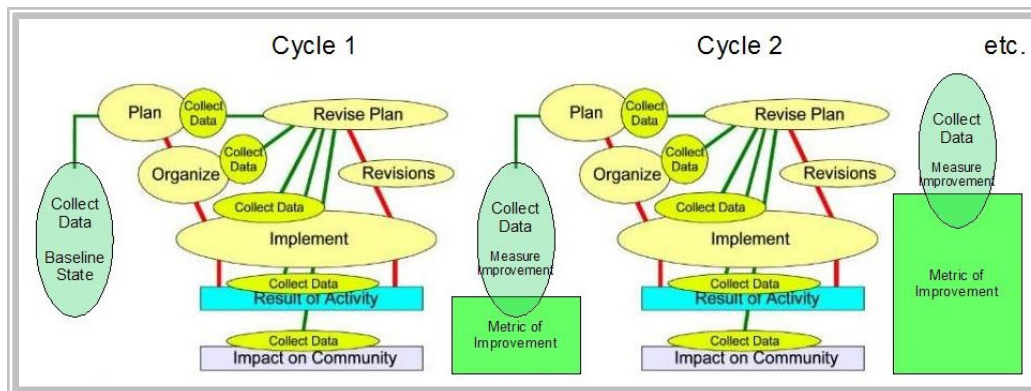 Cycle 1
Plan
Collect
Data
Revise Plan
Collect
Data
Organize
Revisions
Collect
Data
Baseline
State
Collect Data
Implement
Collect Data
Result of Activity
Collect Data
Impact on Community
Collect
Data
Measure
Improvement
Metric of
Improvement
Cycle 2
Plan
Collect
Data
Revise Plan
Collect
Data
Organize
Revisions
Collect Data
Implement
Collect Data
Result of Activity
Collect Data
Impact on Community
etc.
Collect
Data
Measure
Improvement
Metric of
Improvement